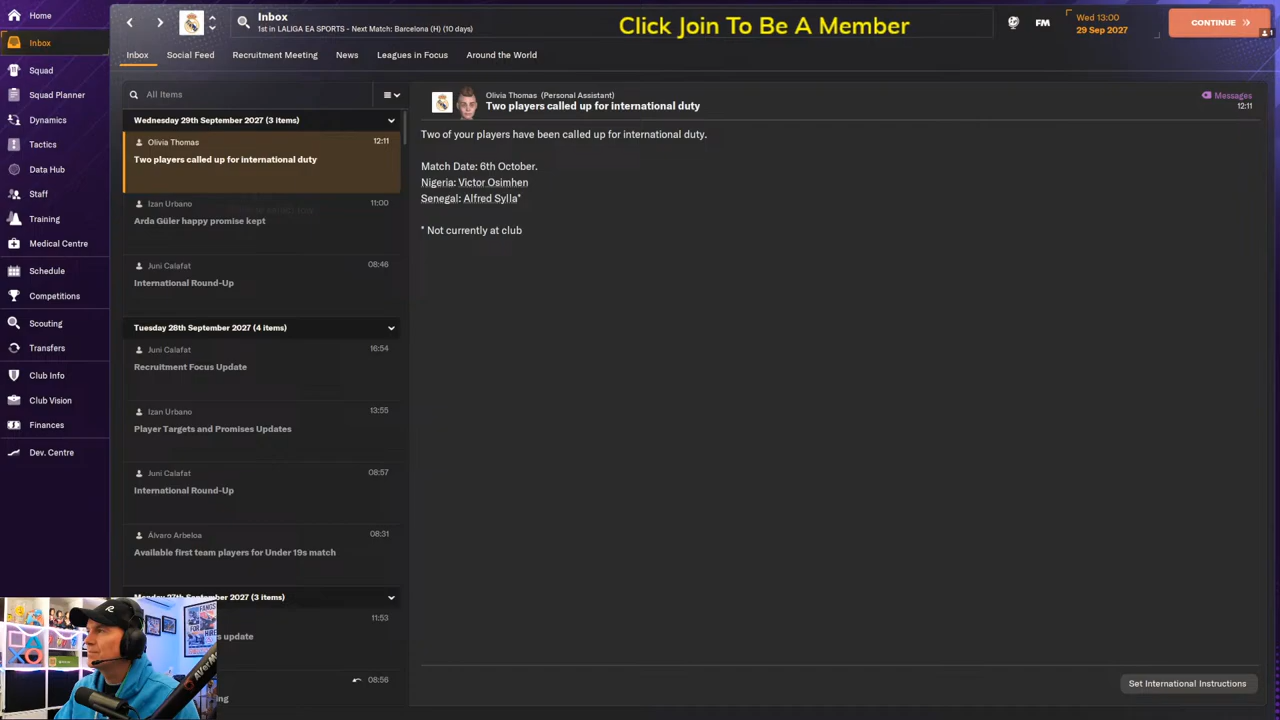 Home
Inbox
Squad
Squad Planner
Dynamics
Tactics
Data Hub
Staff
Training
Medical Centre
Schedule
Competitions
Scouting
Transfers
Club Info
Club Vision
Finances
Dev. Centre
Inbox
1st in LALIGA EA SPORTS - Next Match: Barcelona (H) (10 days)
Click Join To Be A Member
FM
Wed 13:00
29 Sep 2027
CONTINUE
1
Inbox Social Feed Recruitment Meeting News Leagues in Focus Around the World
All Items
Wednesday 29th September 2027 (3 items)
Olivia Thomas 12:11
Two players called up for international duty
Izan Urbano 11:00
Arda Güler happy promise kept
Juni Calafat 08:46
International Round-Up
Tuesday 28th September 2027 (4 items)
Juni Calafat 16:54
Recruitment Focus Update
Izan Urbano 13:55
Player Targets and Promises Updates
Juni Calafat 08:57
International Round-Up
Álvaro Arbeloa 08:31
Available first team players for Under 19s match
Monday 27th September 2027 (3 items)
11:53
update
08:56
Olivia Thomas (Personal Assistant)
Two players called up for international duty
Messages
12:11
Two of your players have been called up for international duty.
Match Date: 6th October.
Nigeria: Victor Osimhen
Senegal: Alfred Sylla*
* Not currently at club
Set International Instructions
FANGS
FOR
HIRE